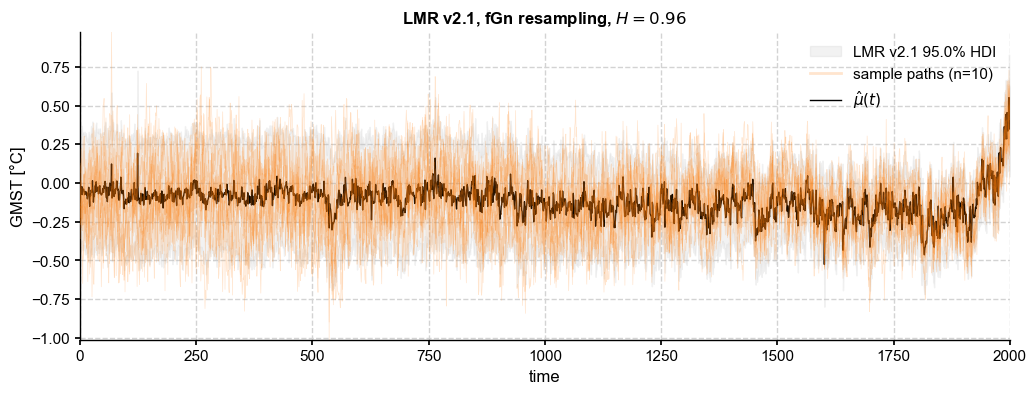 LMR v2.1, fGn resampling, H = 0.96
LMR v2.1 95.0% HDI
sample paths (n=10)
μ̂(t)
GMST [°C]
0.75
0.50
0.25
0.00
−0.25
−0.50
−0.75
−1.00
0 250 500 750 1000 1250 1500 1750 2000
time